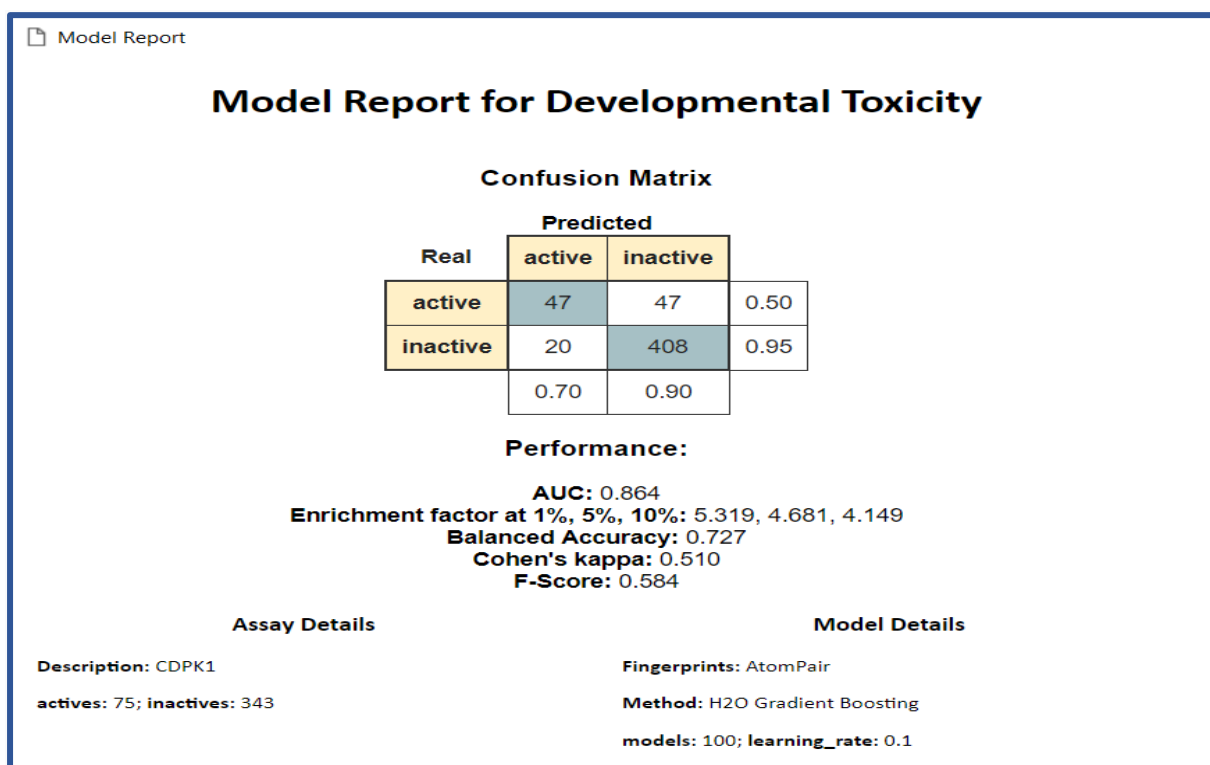 Model Report
Model Report for Developmental Toxicity
Confusion Matrix
Predicted
Real active inactive
active 47 47 0.50
inactive 20 408 0.95
0.70 0.90
Performance:
AUC: 0.864
Enrichment factor at 1%, 5%, 10%: 5.319, 4.681, 4.149
Balanced Accuracy: 0.727
Cohen's kappa: 0.510
F-Score: 0.584
Assay Details
Description: CDPK1
actives: 75; inactives: 343
Model Details
Fingerprints: AtomPair
Method: H2O Gradient Boosting
models: 100; learning_rate: 0.1